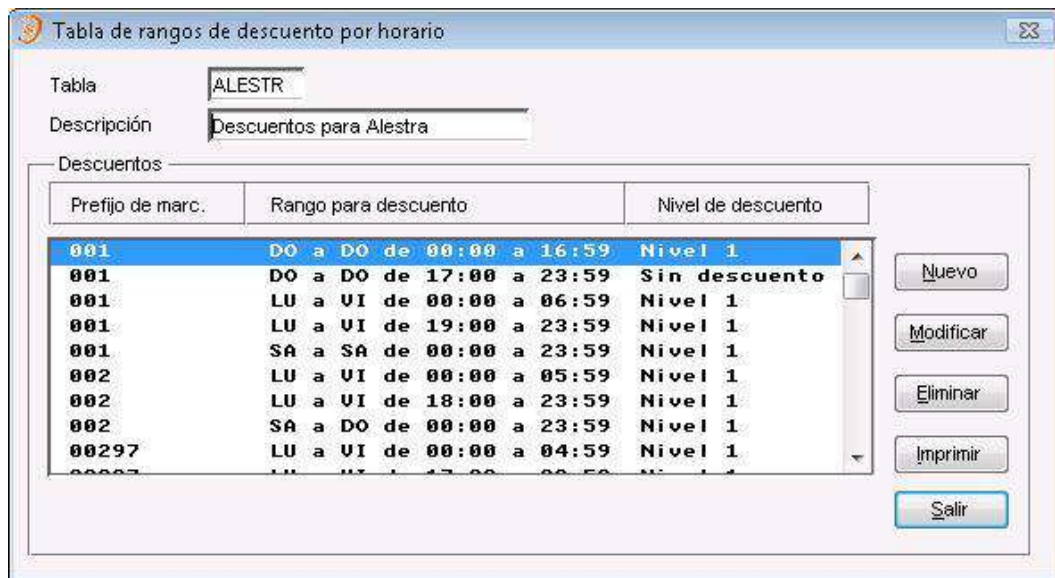 Tabla de rangos de descuento por horario
Tabla ALESTR
Descripción Descuentos para Alestra
Descuentos
Prefijo de marc. Rango para descuento Nivel de descuento
001 DO a DO de 00:00 a 16:59 Nivel 1
001 DO a DO de 17:00 a 23:59 Sin descuento
001 LU a VI de 00:00 a 06:59 Nivel 1
001 LU a VI de 19:00 a 23:59 Nivel 1
001 SA a SA de 00:00 a 23:59 Nivel 1
002 LU a VI de 00:00 a 05:59 Nivel 1
002 LU a VI de 18:00 a 23:59 Nivel 1
002 SA a DO de 00:00 a 23:59 Nivel 1
00297 LU a VI de 00:00 a 04:59 Nivel 1
Nuevo
Modificar
Eliminar
Imprimir
Salir